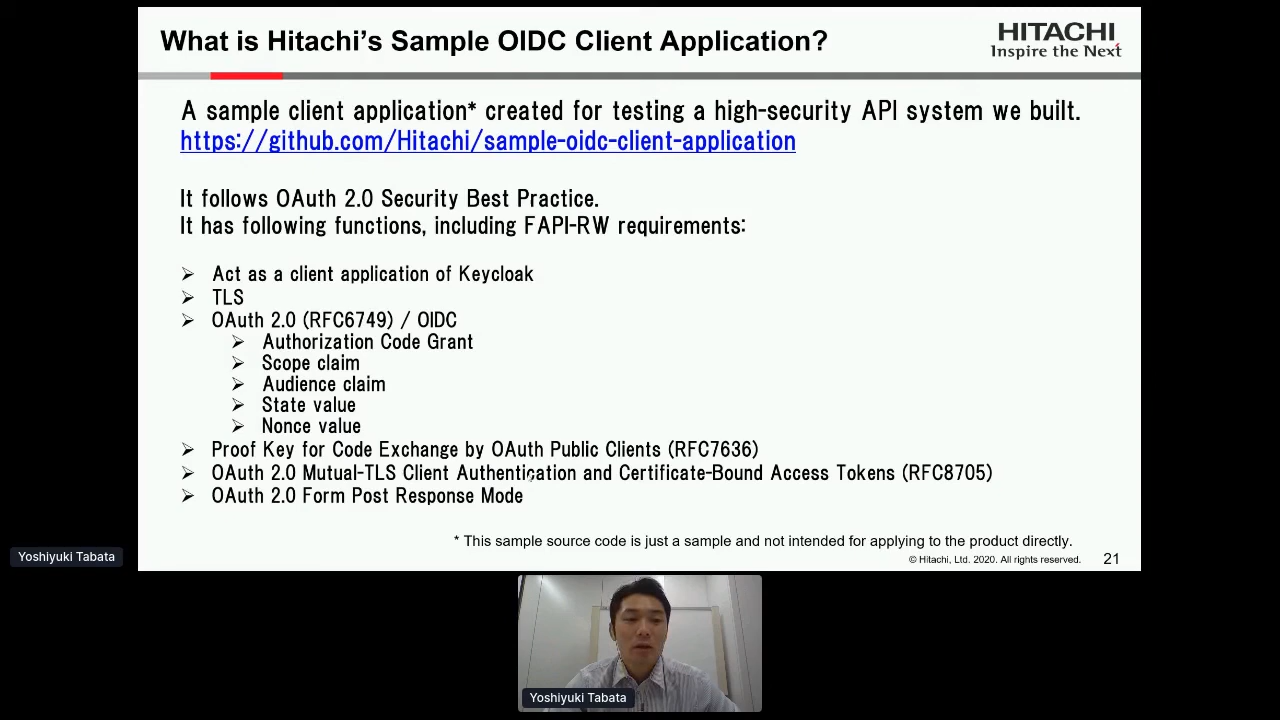 What is Hitachi's Sample OIDC Client Application?
HITACHI
Inspire the Next
A sample client application* created for testing a high-security API system we built.
https://github.com/Hitachi/sample-oidc-client-application
It follows OAuth 2.0 Security Best Practice.
It has following functions, including FAPI-RW requirements:
➢ Act as a client application of Keycloak
➢ TLS
➢ OAuth 2.0 (RFC6749) / OIDC
➢ Authorization Code Grant
➢ Scope claim
➢ Audience claim
➢ State value
➢ Nonce value
➢ Proof Key for Code Exchange by OAuth Public Clients (RFC7636)
➢ OAuth 2.0 Mutual-TLS Client Authentication and Certificate-Bound Access Tokens (RFC8705)
➢ OAuth 2.0 Form Post Response Mode
* This sample source code is just a sample and not intended for applying to the product directly.
© Hitachi, Ltd. 2020. All rights reserved.
21
Yoshiyuki Tabata
Yoshiyuki Tabata